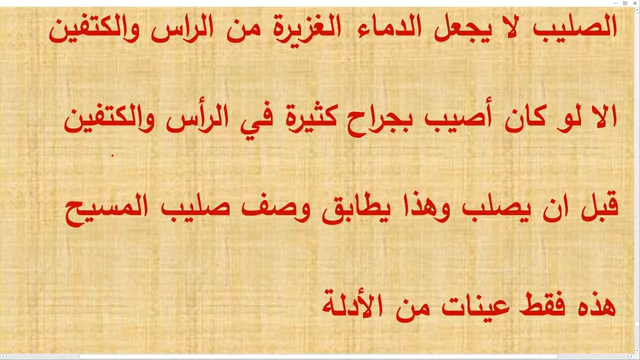 الصليب لا يجعل الدماء الغزيرة من الراس والكتفين
الا لو كان أصيب بجراح كثيرة في الرأس والكتفين
قبل ان يصلب وهذا يطابق وصف صليب المسيح
هذه فقط عينات من الأدلة